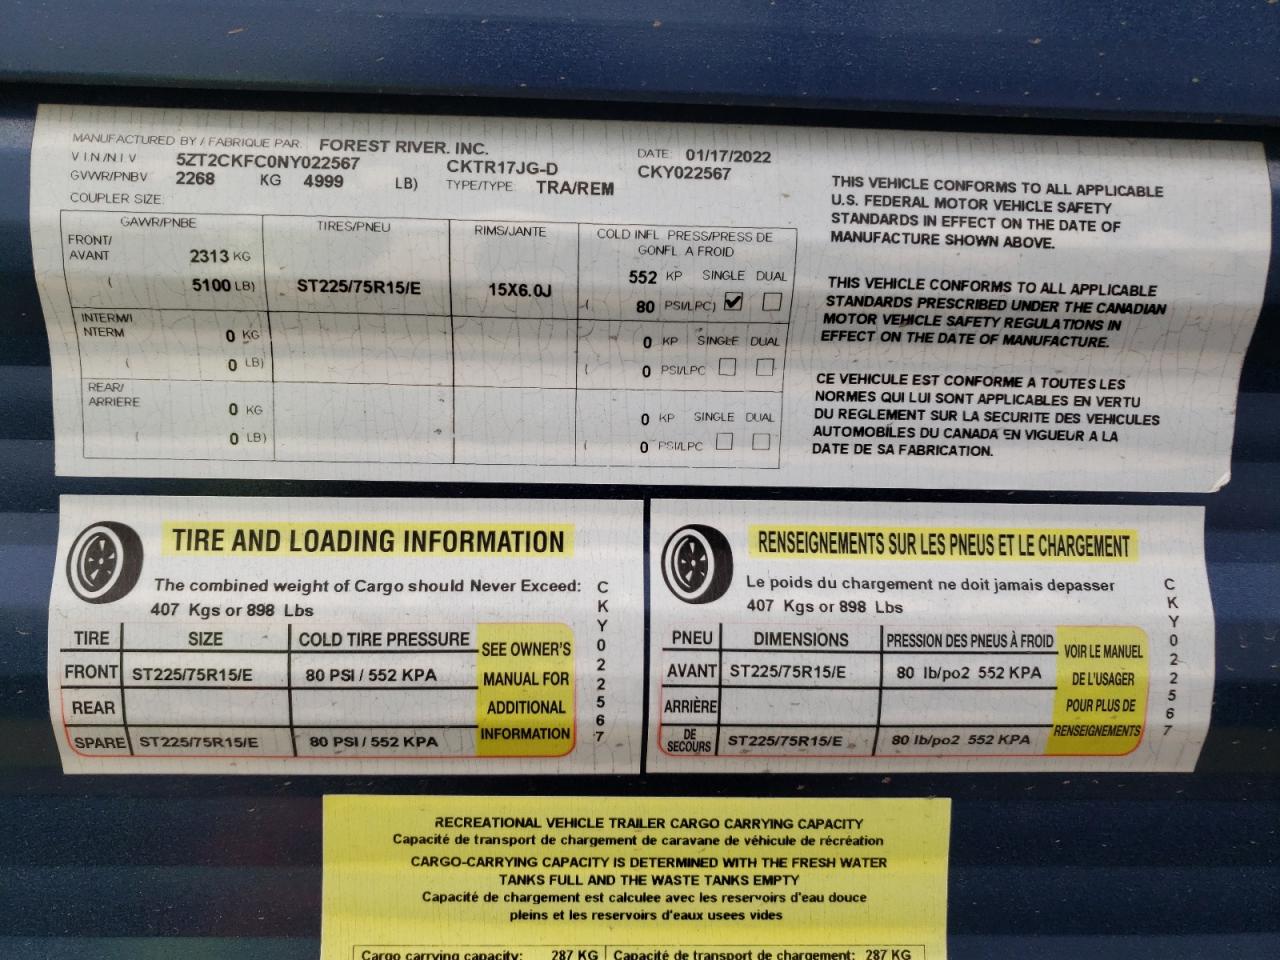 MANUFACTURED BY / FABRIQUE PAR: FOREST RIVER. INC.
DATE: 01/17/2022
V I N / N I V 5ZT2CKFC0NY022567 CKTR17JG-D CKY022567
GVWR/PNBV 2268 KG 4999 LB) TYPE/TYPE: TRA/REM
COUPLER SIZE:
GAWR/PNBE TIRES/PNEU RIMS/JANTE COLD INFL. PRESS/PRESS DE
GONFL A FROID
FRONT/
AVANT 2313 KG 552 KP SINGLE DUAL
( 5100 LB) ST225/75R15/E 15X6.0J ( 80 PSI/LPC) ✔
INTERM/I
NTERM 0 KG 0 KP SINGLE DUAL
( 0 LB) 0 PSI/LPC
REAR/
ARRIERE 0 KG 0 KP SINGLE DUAL
( 0 LB) ( 0 PSI/LPC
THIS VEHICLE CONFORMS TO ALL APPLICABLE
U.S. FEDERAL MOTOR VEHICLE SAFETY
STANDARDS IN EFFECT ON THE DATE OF
MANUFACTURE SHOWN ABOVE.
THIS VEHICLE CONFORMS TO ALL APPLICABLE
STANDARDS PRESCRIBED UNDER THE CANADIAN
MOTOR VEHICLE SAFETY REGULATIONS IN
EFFECT ON THE DATE OF MANUFACTURE.
CE VEHICULE EST CONFORME A TOUTES LES
NORMES QUI LUI SONT APPLICABLES EN VERTU
DU REGLEMENT SUR LA SECURITE DES VEHICULES
AUTOMOBILES DU CANADA EN VIGUEUR A LA
DATE DE SA FABRICATION.
TIRE AND LOADING INFORMATION
The combined weight of Cargo should Never Exceed:
407 Kgs or 898 Lbs
TIRE SIZE COLD TIRE PRESSURE
FRONT ST225/75R15/E 80 PSI / 552 KPA
REAR
SPARE ST225/75R15/E 80 PSI / 552 KPA
SEE OWNER'S
MANUAL FOR
ADDITIONAL
INFORMATION
CKY022567
RENSEIGNEMENTS SUR LES PNEUS ET LE CHARGEMENT
Le poids du chargement ne doit jamais depasser
407 Kgs or 898 Lbs
PNEU DIMENSIONS PRESSION DES PNEUS À FROID
AVANT ST225/75R15/E 80 lb/po2 552 KPA
ARRIÈRE
DE
SECOURS ST225/75R15/E 80 lb/po2 552 KPA
VOIR LE MANUEL
DE L'USAGER
POUR PLUS DE
RENSEIGNEMENTS
CKY022567
RECREATIONAL VEHICLE TRAILER CARGO CARRYING CAPACITY
Capacité de transport de chargement de caravane de véhicule de récréation
CARGO-CARRYING CAPACITY IS DETERMINED WITH THE FRESH WATER
TANKS FULL AND THE WASTE TANKS EMPTY
Capacité de chargement est calculee avec les reservoirs d'eau douce
pleins et les reservoirs d'eaux usees vides
Cargo carrying capacity: 287 KG Capacité de transport de chargement: 287 KG